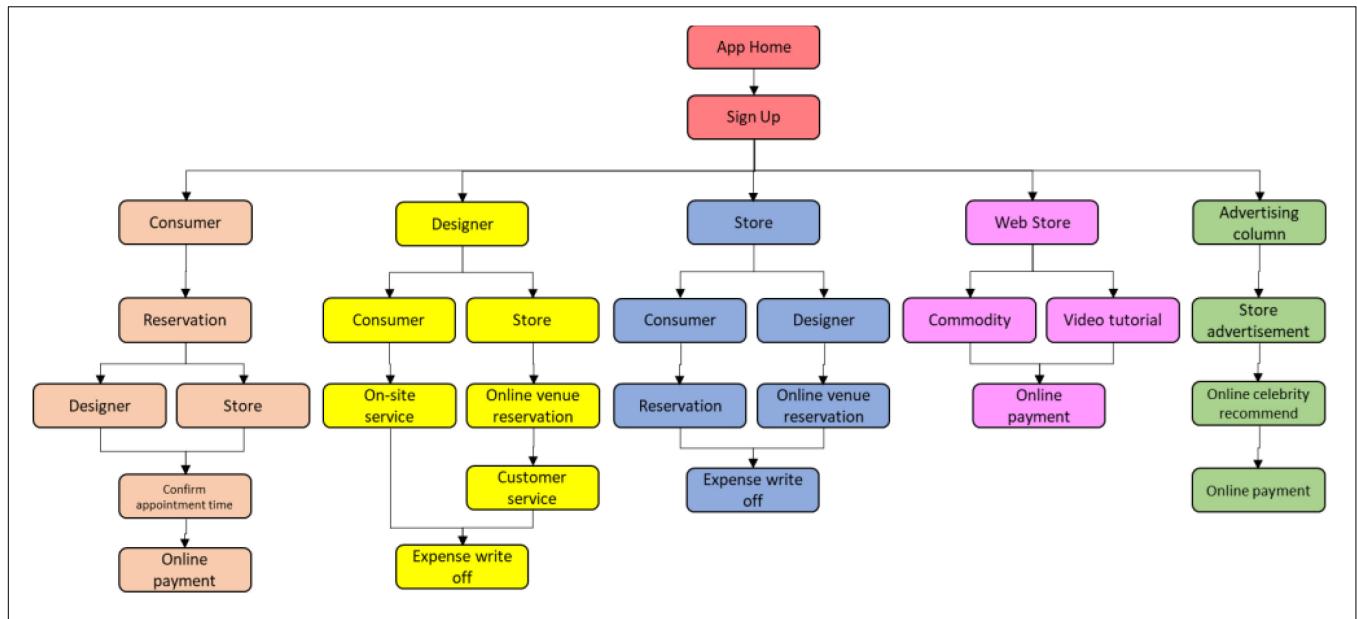 App Home
Sign Up
Consumer
Designer
Store
Web Store
Advertising
column
Reservation
Consumer
Store
Consumer
Designer
Commodity
Video tutorial
Store
advertisement
Designer
Store
On-site
service
Online venue
reservation
Reservation
Online venue
reservation
Online
payment
Online celebrity
recommend
Confirm
appointment time
Customer
service
Expense write
off
Online payment
Online
payment
Expense write
off